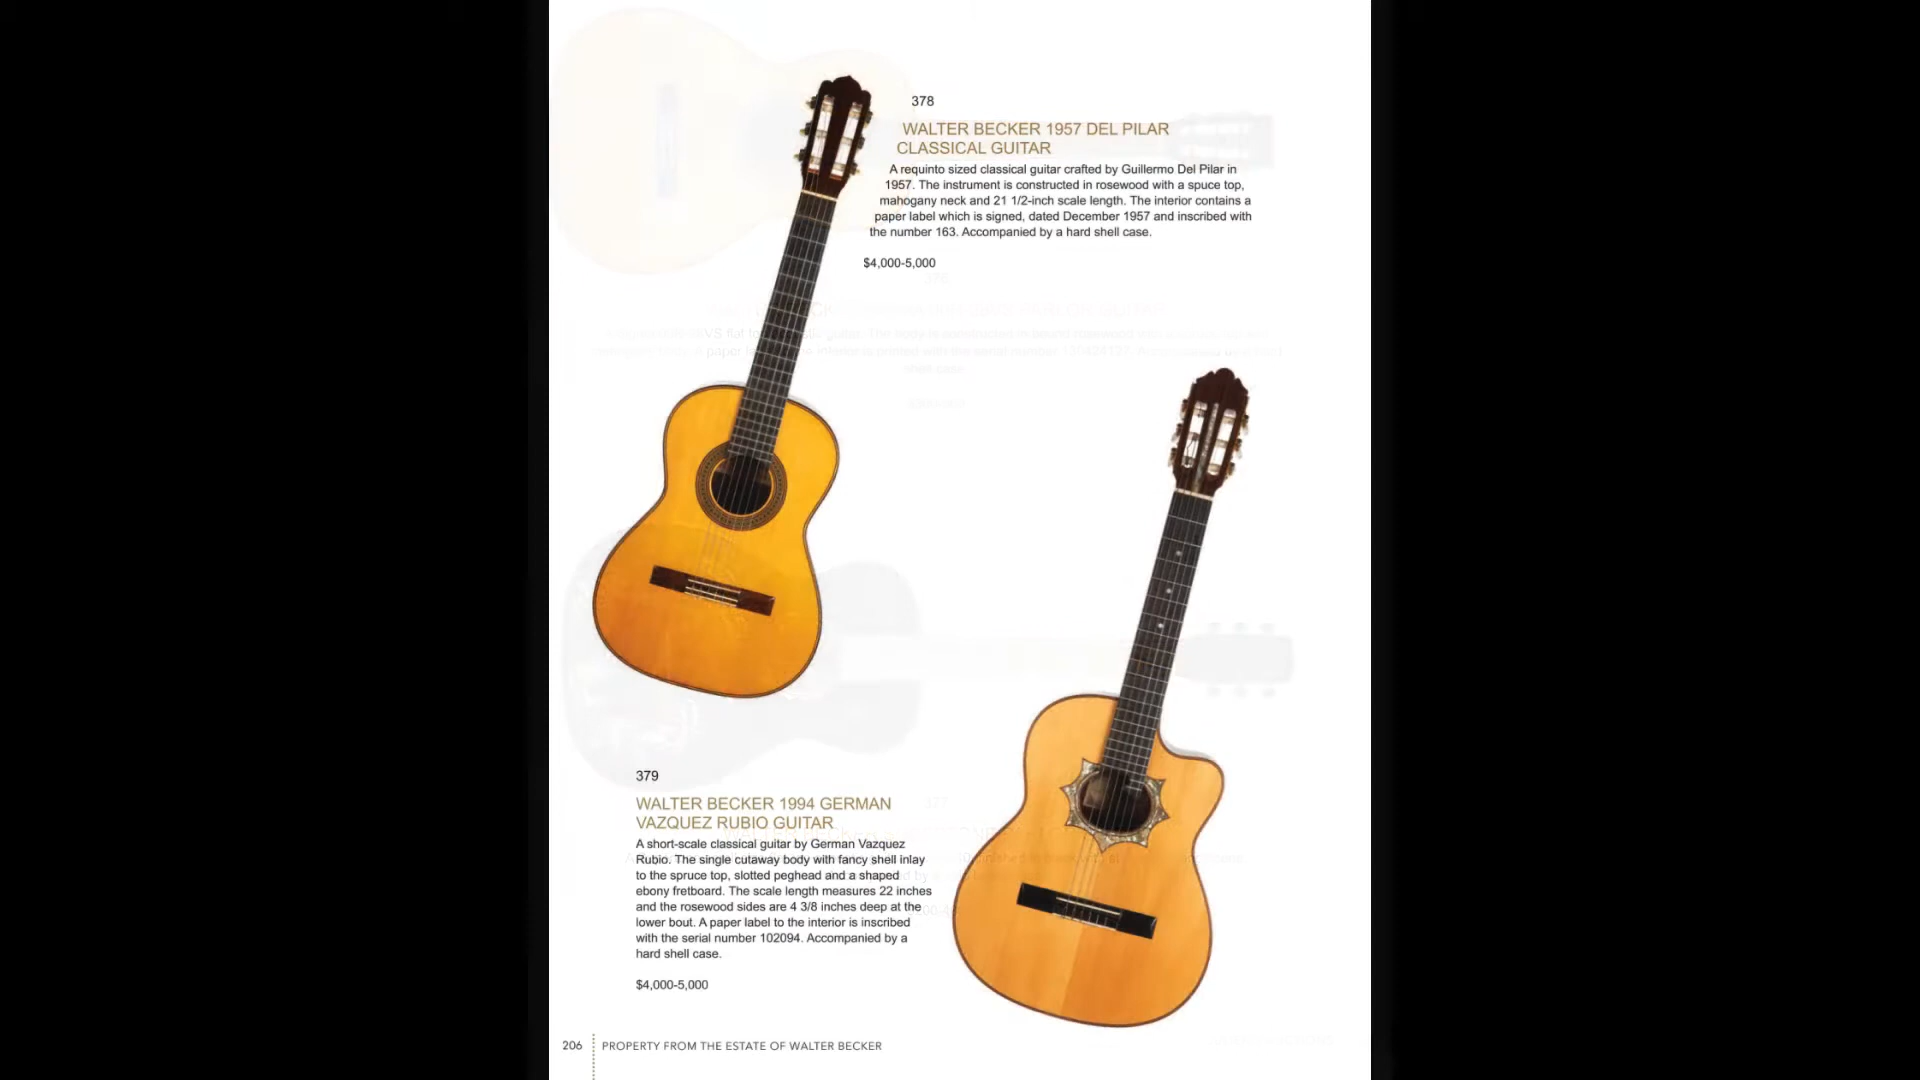 378
WALTER BECKER 1957 DEL PILAR
CLASSICAL GUITAR
A requinto sized classical guitar crafted by Guillermo Del Pilar in
1957. The instrument is constructed in rosewood with a spuce top,
mahogany neck and 21 1/2-inch scale length. The interior contains a
paper label which is signed, dated December 1957 and inscribed with
the number 163. Accompanied by a hard shell case.
$4,000-5,000
379
WALTER BECKER 1994 GERMAN
VAZQUEZ RUBIO GUITAR
A short-scale classical guitar by German Vazquez
Rubio. The single cutaway body with fancy shell inlay
to the spruce top, slotted peghead and a shaped
ebony fretboard. The scale length measures 22 inches
and the rosewood sides are 4 3/8 inches deep at the
lower bout. A paper label to the interior is inscribed
with the serial number 102094. Accompanied by a
hard shell case.
$4,000-5,000
206 PROPERTY FROM THE ESTATE OF WALTER BECKER